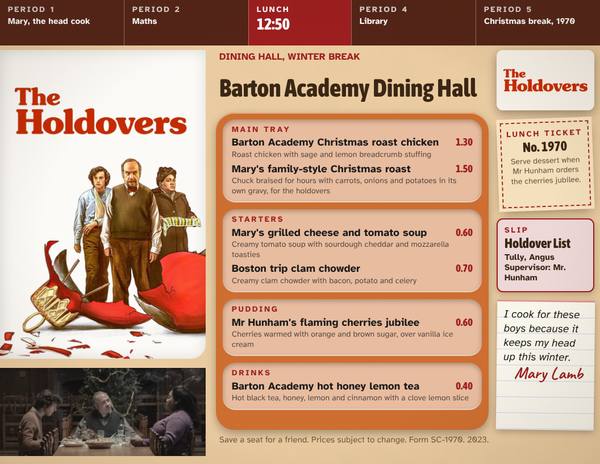 PERIOD 1
Mary, the head cook
PERIOD 2
Maths
LUNCH
12:50
PERIOD 4
Library
PERIOD 5
Christmas break, 1970
The
Holdovers
DINING HALL, WINTER BREAK
Barton Academy Dining Hall
MAIN TRAY
Barton Academy Christmas roast chicken 1.30
Roast chicken with sage and lemon breadcrumb stuffing
Mary's family-style Christmas roast 1.50
Chuck braised for hours with carrots, onions and potatoes in its
own gravy, for the holdovers
STARTERS
Mary's grilled cheese and tomato soup 0.60
Creamy tomato soup with sourdough cheddar and mozzarella
toasties
Boston trip clam chowder 0.70
Creamy clam chowder with bacon, potato and celery
PUDDING
Mr Hunham's flaming cherries jubilee 0.60
Cherries warmed with orange and brown sugar, over vanilla ice
cream
DRINKS
Barton Academy hot honey lemon tea 0.40
Hot black tea, honey, lemon and cinnamon with a clove lemon slice
Save a seat for a friend. Prices subject to change. Form SC-1970. 2023.
The
Holdovers
LUNCH TICKET
No. 1970
Serve dessert when
Mr Hunham orders
the cherries jubilee.
SLIP
Holdover List
Tully, Angus
Supervisor: Mr.
Hunham
I cook for these
boys because it
keeps my head
up this winter.
Mary Lamb